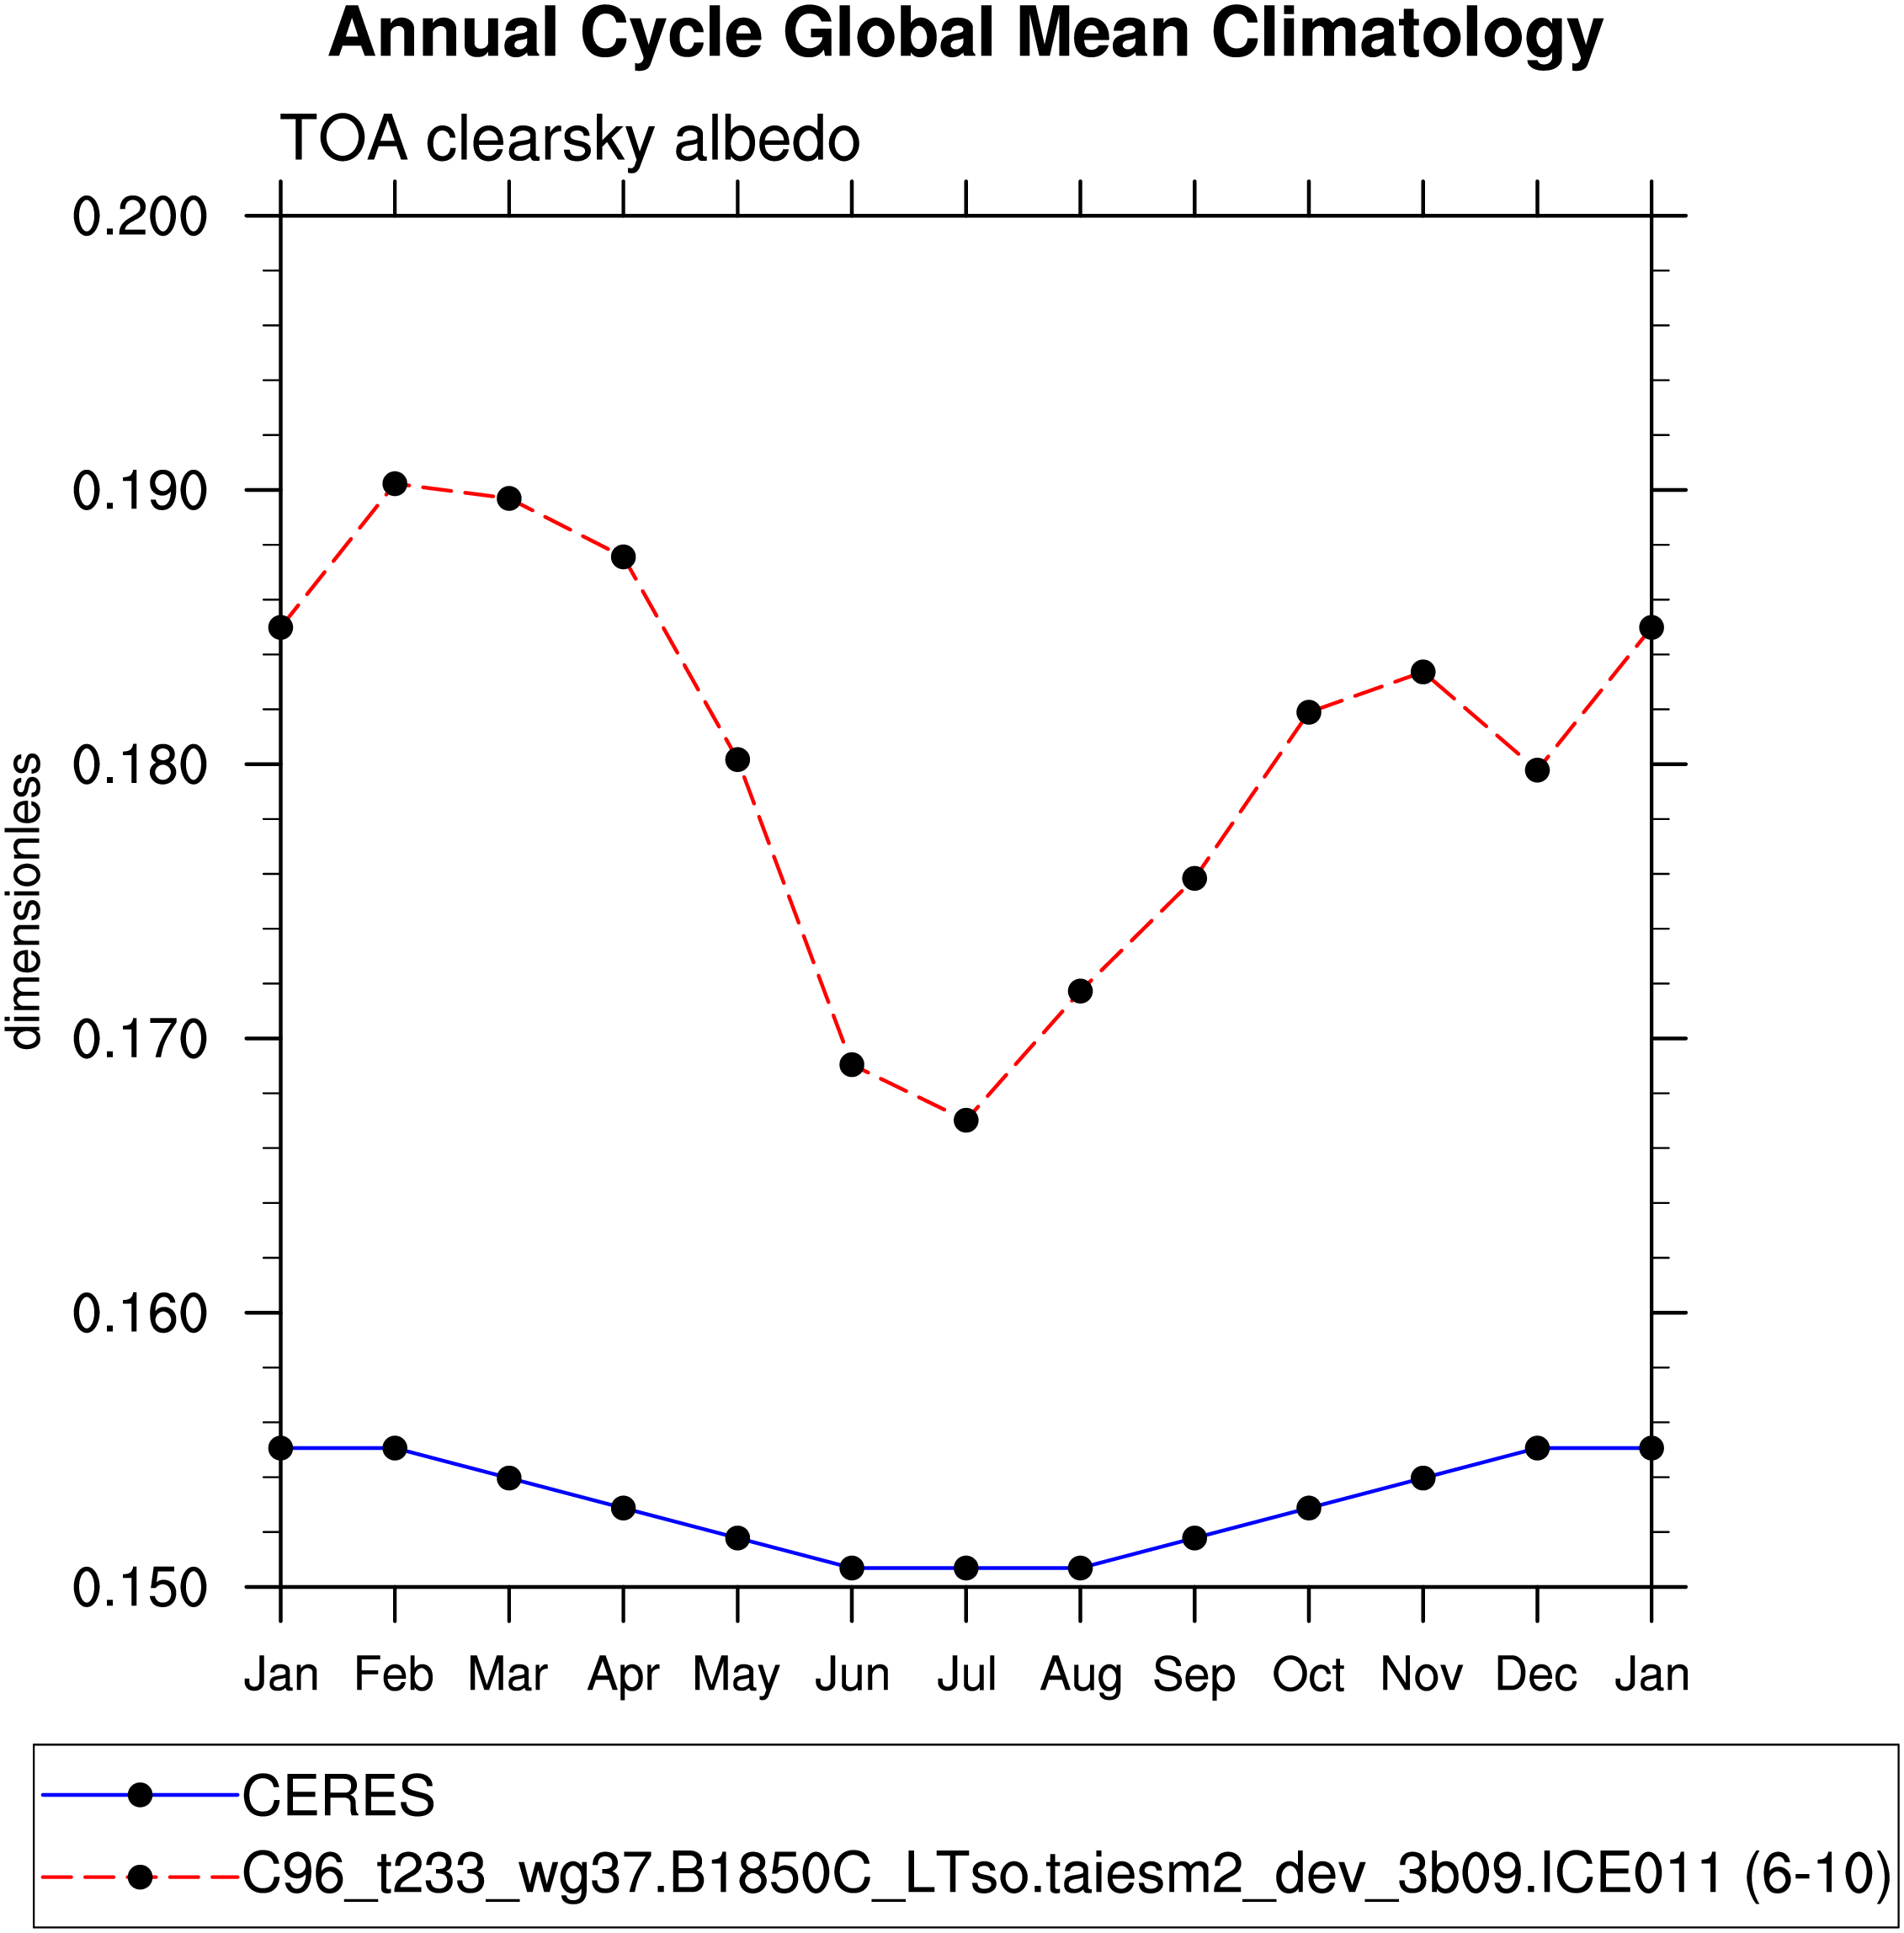 Annual Cycle Global Mean Climatology
TOA clearsky albedo
0.200
0.190
0.180
0.170
0.160
0.150
dimensionless
Jan Feb Mar Apr May Jun Jul Aug Sep Oct Nov Dec Jan
CERES
C96_t233_wg37.B1850C_LTso.taiesm2_dev_3b09.ICE011 (6-10)